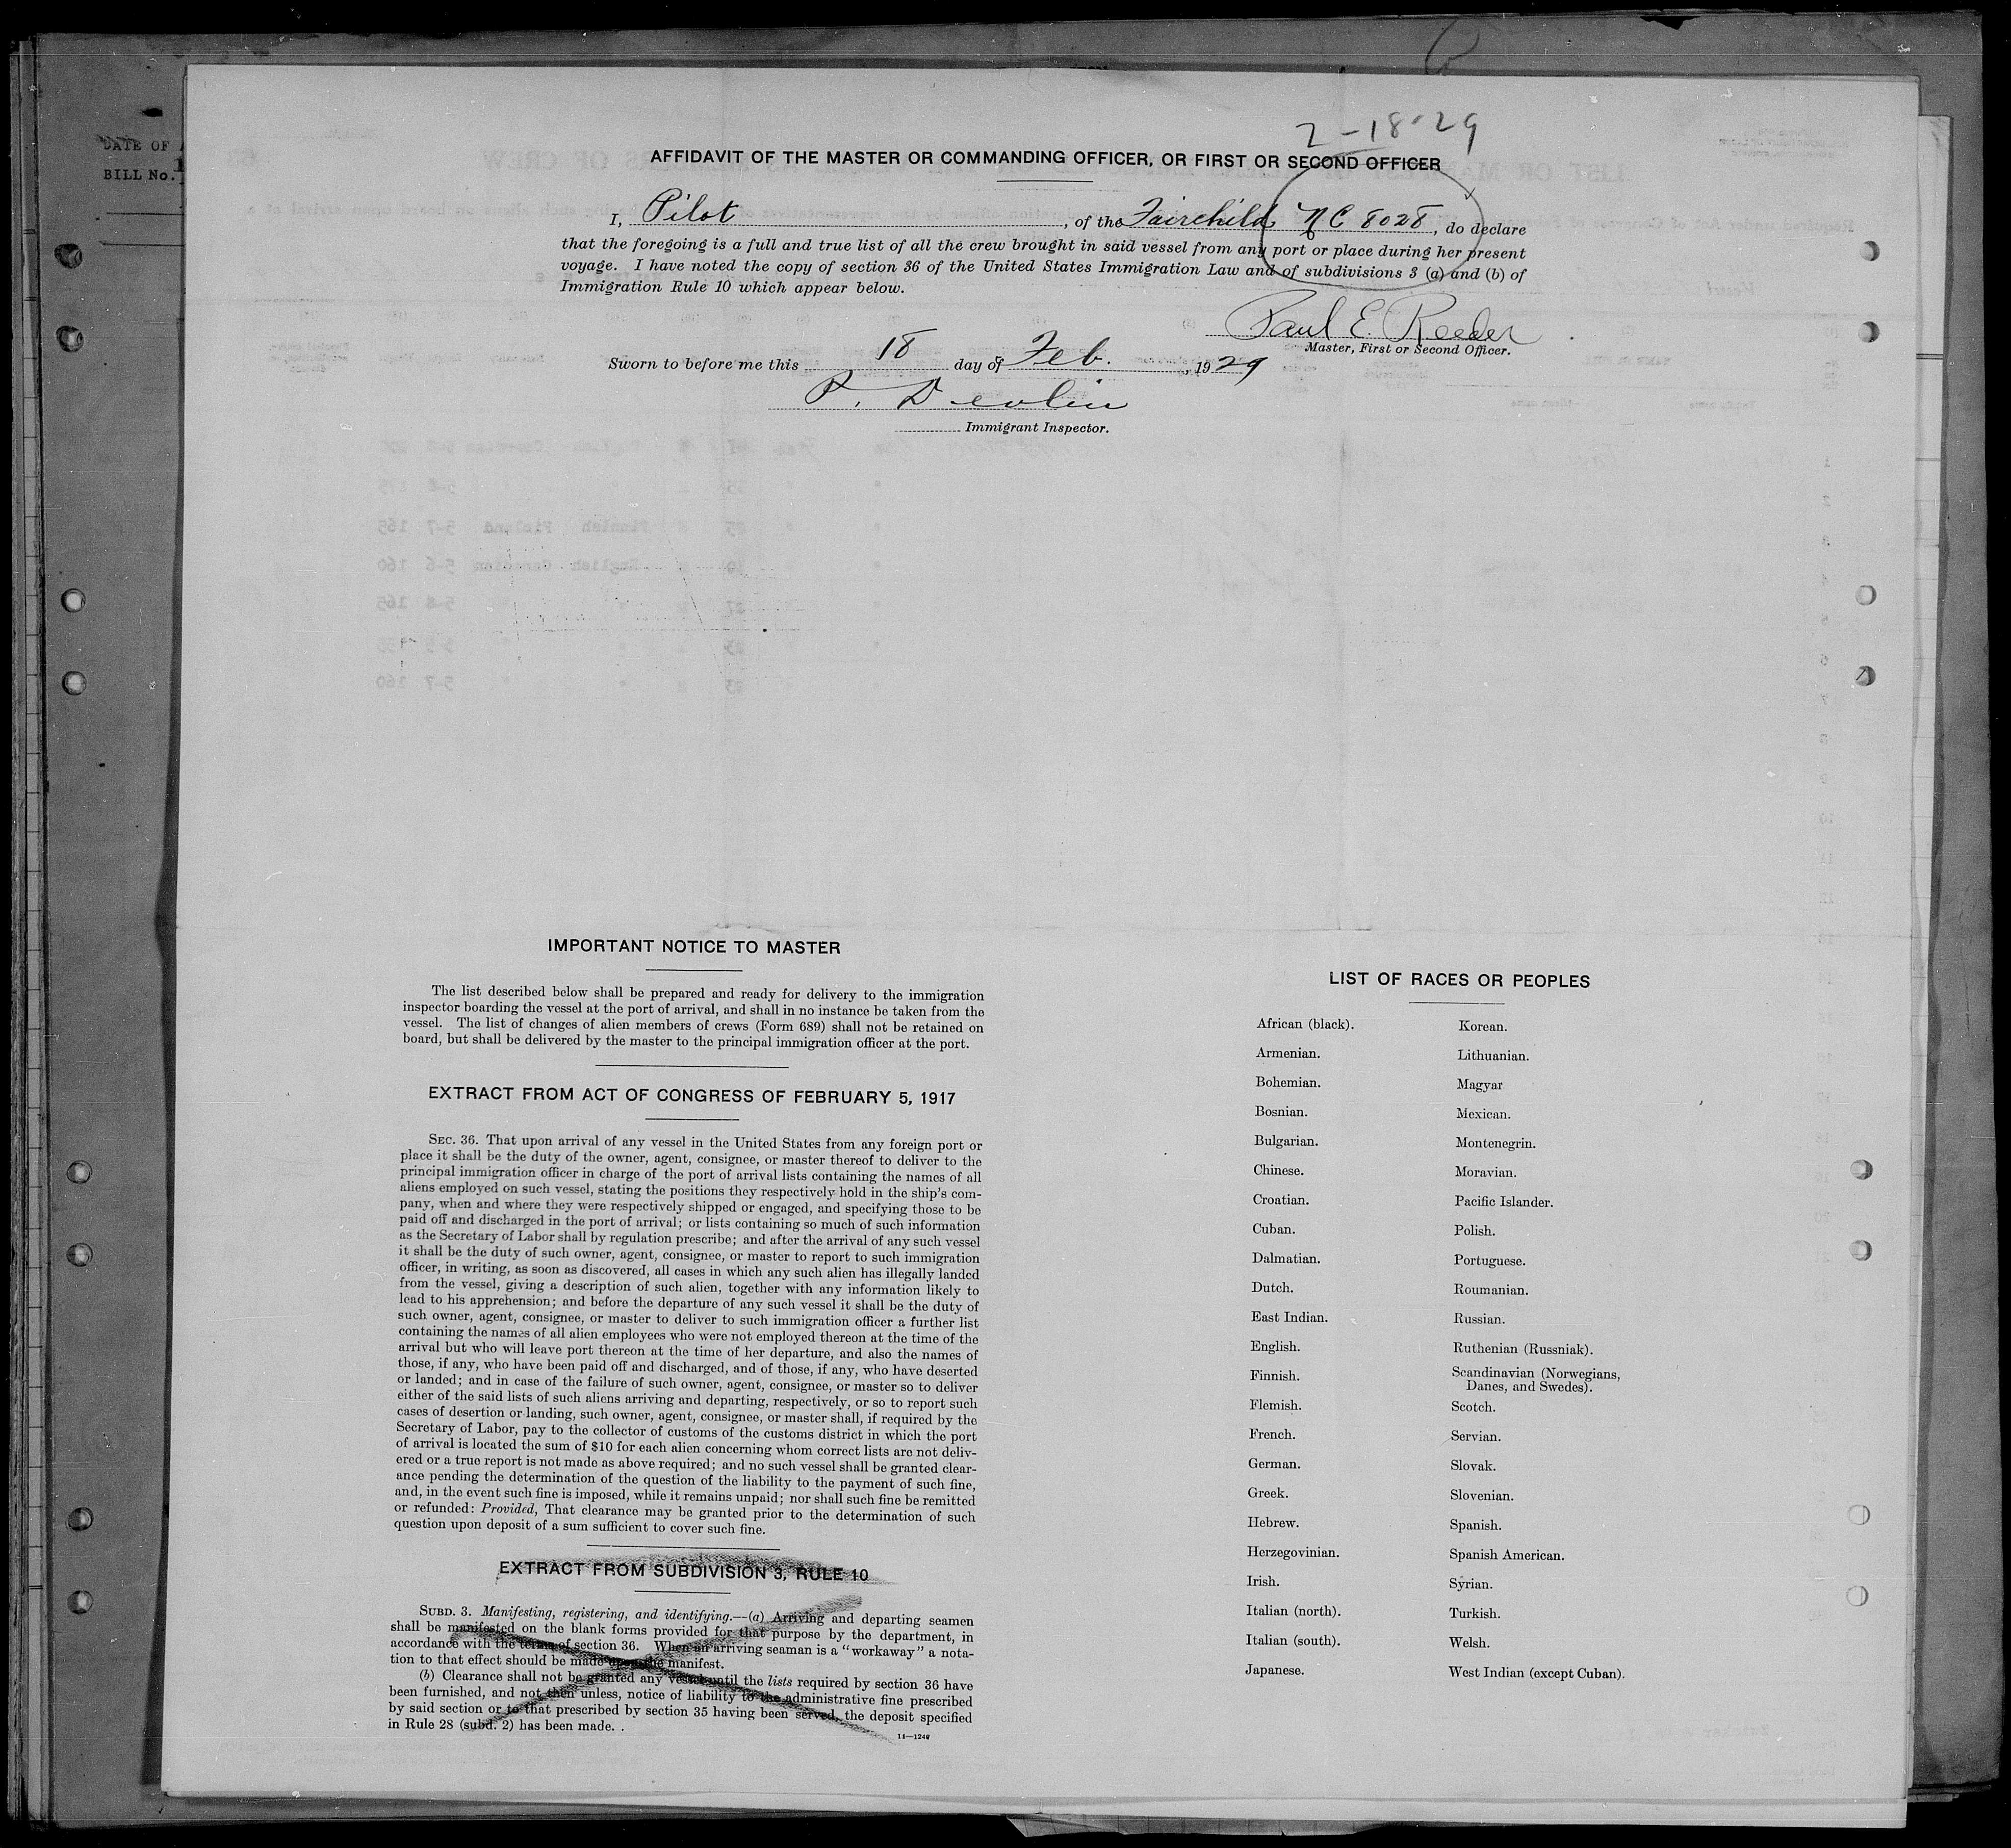 DATE OF
BILL No.
2-18-29
AFFIDAVIT OF THE MASTER OR COMMANDING OFFICER, OR FIRST OR SECOND OFFICER
I, Pilot, of the Fairchild NC 8028, do declare
that the foregoing is a full and true list of all the crew brought in said vessel from any port or place during her present
voyage. I have noted the copy of section 36 of the United States Immigration Law and of subdivisions 3 (a) and (b) of
Immigration Rule 10 which appear below.
Paul E. Reeder
Master, First or Second Officer.
Sworn to before me this 18 day of Feb., 1929
P. Devlin
Immigrant Inspector.
IMPORTANT NOTICE TO MASTER
The list described below shall be prepared and ready for delivery to the immigration
inspector boarding the vessel at the port of arrival, and shall in no instance be taken from the
vessel. The list of changes of alien members of crews (Form 689) shall not be retained on
board, but shall be delivered by the master to the principal immigration officer at the port.
EXTRACT FROM ACT OF CONGRESS OF FEBRUARY 5, 1917
SEC. 36. That upon arrival of any vessel in the United States from any foreign port or
place it shall be the duty of the owner, agent, consignee, or master thereof to deliver to the
principal immigration officer in charge of the port of arrival lists containing the names of all
aliens employed on such vessel, stating the positions they respectively hold in the ship's com-
pany, when and where they were respectively shipped or engaged, and specifying those to be
paid off and discharged in the port of arrival; or lists containing so much of such information
as the Secretary of Labor shall by regulation prescribe; and after the arrival of any such vessel
it shall be the duty of such owner, agent, consignee, or master to report to such immigration
officer, in writing, as soon as discovered, all cases in which any such alien has illegally landed
from the vessel, giving a description of such alien, together with any information likely to
lead to his apprehension; and before the departure of any such vessel it shall be the duty of
such owner, agent, consignee, or master to deliver to such immigration officer a further list
containing the names of all alien employees who were not employed thereon at the time of the
arrival but who will leave port thereon at the time of her departure, and also the names of
those, if any, who have been paid off and discharged, and of those, if any, who have deserted
or landed; and in case of the failure of such owner, agent, consignee, or master so to deliver
either of the said lists of such aliens arriving and departing, respectively, or so to report such
cases of desertion or landing, such owner, agent, consignee, or master shall, if required by the
Secretary of Labor, pay to the collector of customs of the customs district in which the port
of arrival is located the sum of $10 for each alien concerning whom correct lists are not deliv-
ered or a true report is not made as above required; and no such vessel shall be granted clear-
ance pending the determination of the question of the liability to the payment of such fine,
and, in the event such fine is imposed, while it remains unpaid; nor shall such fine be remitted
or refunded: Provided, That clearance may be granted prior to the determination of such
question upon deposit of a sum sufficient to cover such fine.
EXTRACT FROM SUBDIVISION 3, RULE 10
SUBD. 3. Manifesting, registering, and identifying.—(a) Arriving and departing seamen
shall be manifested on the blank forms provided for that purpose by the department, in
accordance with the terms of section 36. When an arriving seaman is a "workaway" a nota-
tion to that effect should be made upon the manifest.
(b) Clearance shall not be granted any vessel until the lists required by section 36 have
been furnished, and not then unless, notice of liability to the administrative fine prescribed
by said section or to that prescribed by section 35 having been served, the deposit specified
in Rule 28 (subd. 2) has been made.
14—1240
LIST OF RACES OR PEOPLES
African (black).
Armenian.
Bohemian.
Bosnian.
Bulgarian.
Chinese.
Croatian.
Cuban.
Dalmatian.
Dutch.
East Indian.
English.
Finnish.
Flemish.
French.
German.
Greek.
Hebrew.
Herzegovinian.
Irish.
Italian (north).
Italian (south).
Japanese.
Korean.
Lithuanian.
Magyar
Mexican.
Montenegrin.
Moravian.
Pacific Islander.
Polish.
Portuguese.
Roumanian.
Russian.
Ruthenian (Russniak).
Scandinavian (Norwegians,
Danes, and Swedes).
Scotch.
Servian.
Slovak.
Slovenian.
Spanish.
Spanish American.
Syrian.
Turkish.
Welsh.
West Indian (except Cuban).